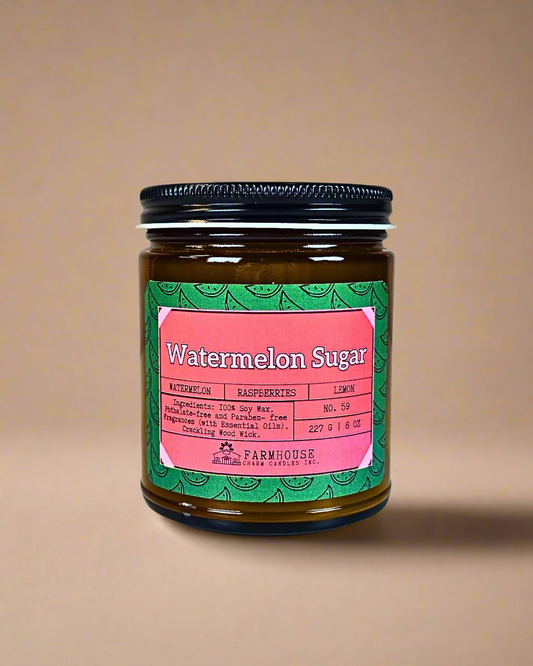 Watermelon Sugar
WATERMELON RASPBERRIES LEMON
Ingredients: 100% Soy Wax.
Phthalate-free and Paraben- free
Fragrances (with Essential Oils).
Crackling Wood Wick.
NO. 59
227 G | 8 OZ
FARMHOUSE
CHARM CANDLES INC.